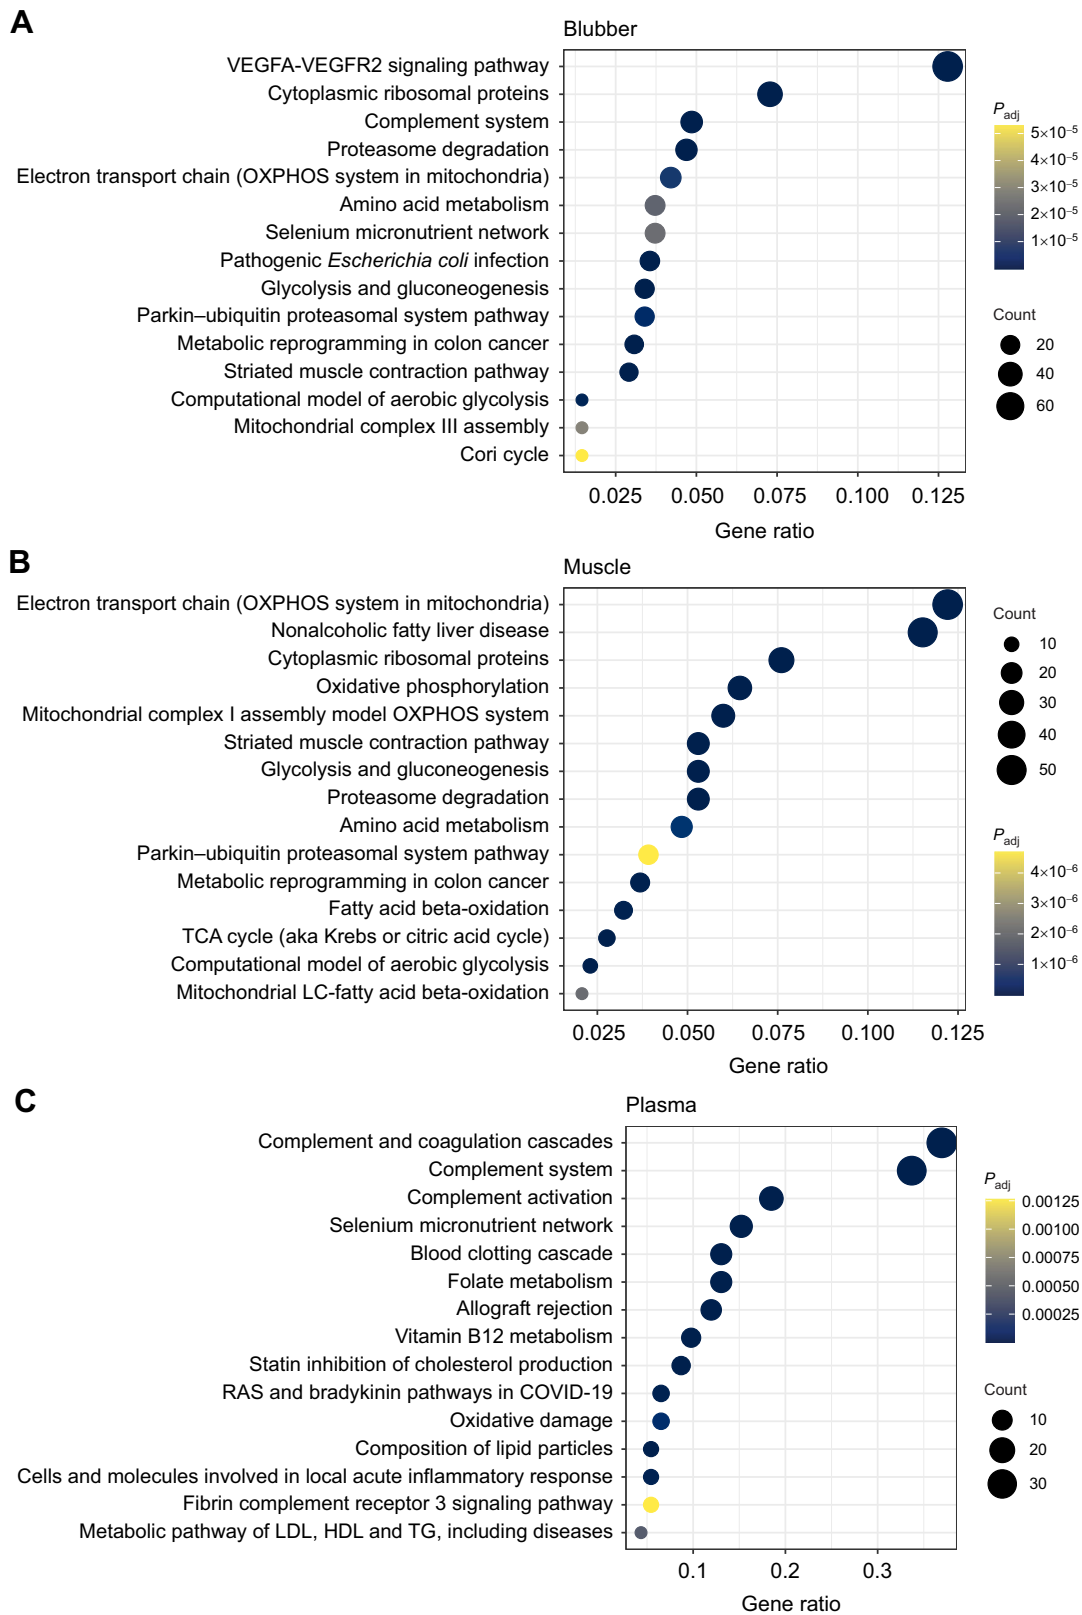 A
Blubber
VEGFA-VEGFR2 signaling pathway
Cytoplasmic ribosomal proteins
Complement system
Proteasome degradation
Electron transport chain (OXPHOS system in mitochondria)
Amino acid metabolism
Selenium micronutrient network
Pathogenic Escherichia coli infection
Glycolysis and gluconeogenesis
Parkin–ubiquitin proteasomal system pathway
Metabolic reprogramming in colon cancer
Striated muscle contraction pathway
Computational model of aerobic glycolysis
Mitochondrial complex III assembly
Cori cycle
0.025 0.050 0.075 0.100 0.125
Gene ratio
Padj
5×10⁻⁵
4×10⁻⁵
3×10⁻⁵
2×10⁻⁵
1×10⁻⁵
Count
20
40
60
B
Muscle
Electron transport chain (OXPHOS system in mitochondria)
Nonalcoholic fatty liver disease
Cytoplasmic ribosomal proteins
Oxidative phosphorylation
Mitochondrial complex I assembly model OXPHOS system
Striated muscle contraction pathway
Glycolysis and gluconeogenesis
Proteasome degradation
Amino acid metabolism
Parkin–ubiquitin proteasomal system pathway
Metabolic reprogramming in colon cancer
Fatty acid beta-oxidation
TCA cycle (aka Krebs or citric acid cycle)
Computational model of aerobic glycolysis
Mitochondrial LC-fatty acid beta-oxidation
0.025 0.050 0.075 0.100 0.125
Gene ratio
Count
10
20
30
40
50
Padj
4×10⁻⁶
3×10⁻⁶
2×10⁻⁶
1×10⁻⁶
C
Plasma
Complement and coagulation cascades
Complement system
Complement activation
Selenium micronutrient network
Blood clotting cascade
Folate metabolism
Allograft rejection
Vitamin B12 metabolism
Statin inhibition of cholesterol production
RAS and bradykinin pathways in COVID-19
Oxidative damage
Composition of lipid particles
Cells and molecules involved in local acute inflammatory response
Fibrin complement receptor 3 signaling pathway
Metabolic pathway of LDL, HDL and TG, including diseases
0.1 0.2 0.3
Gene ratio
Padj
0.00125
0.00100
0.00075
0.00050
0.00025
Count
10
20
30